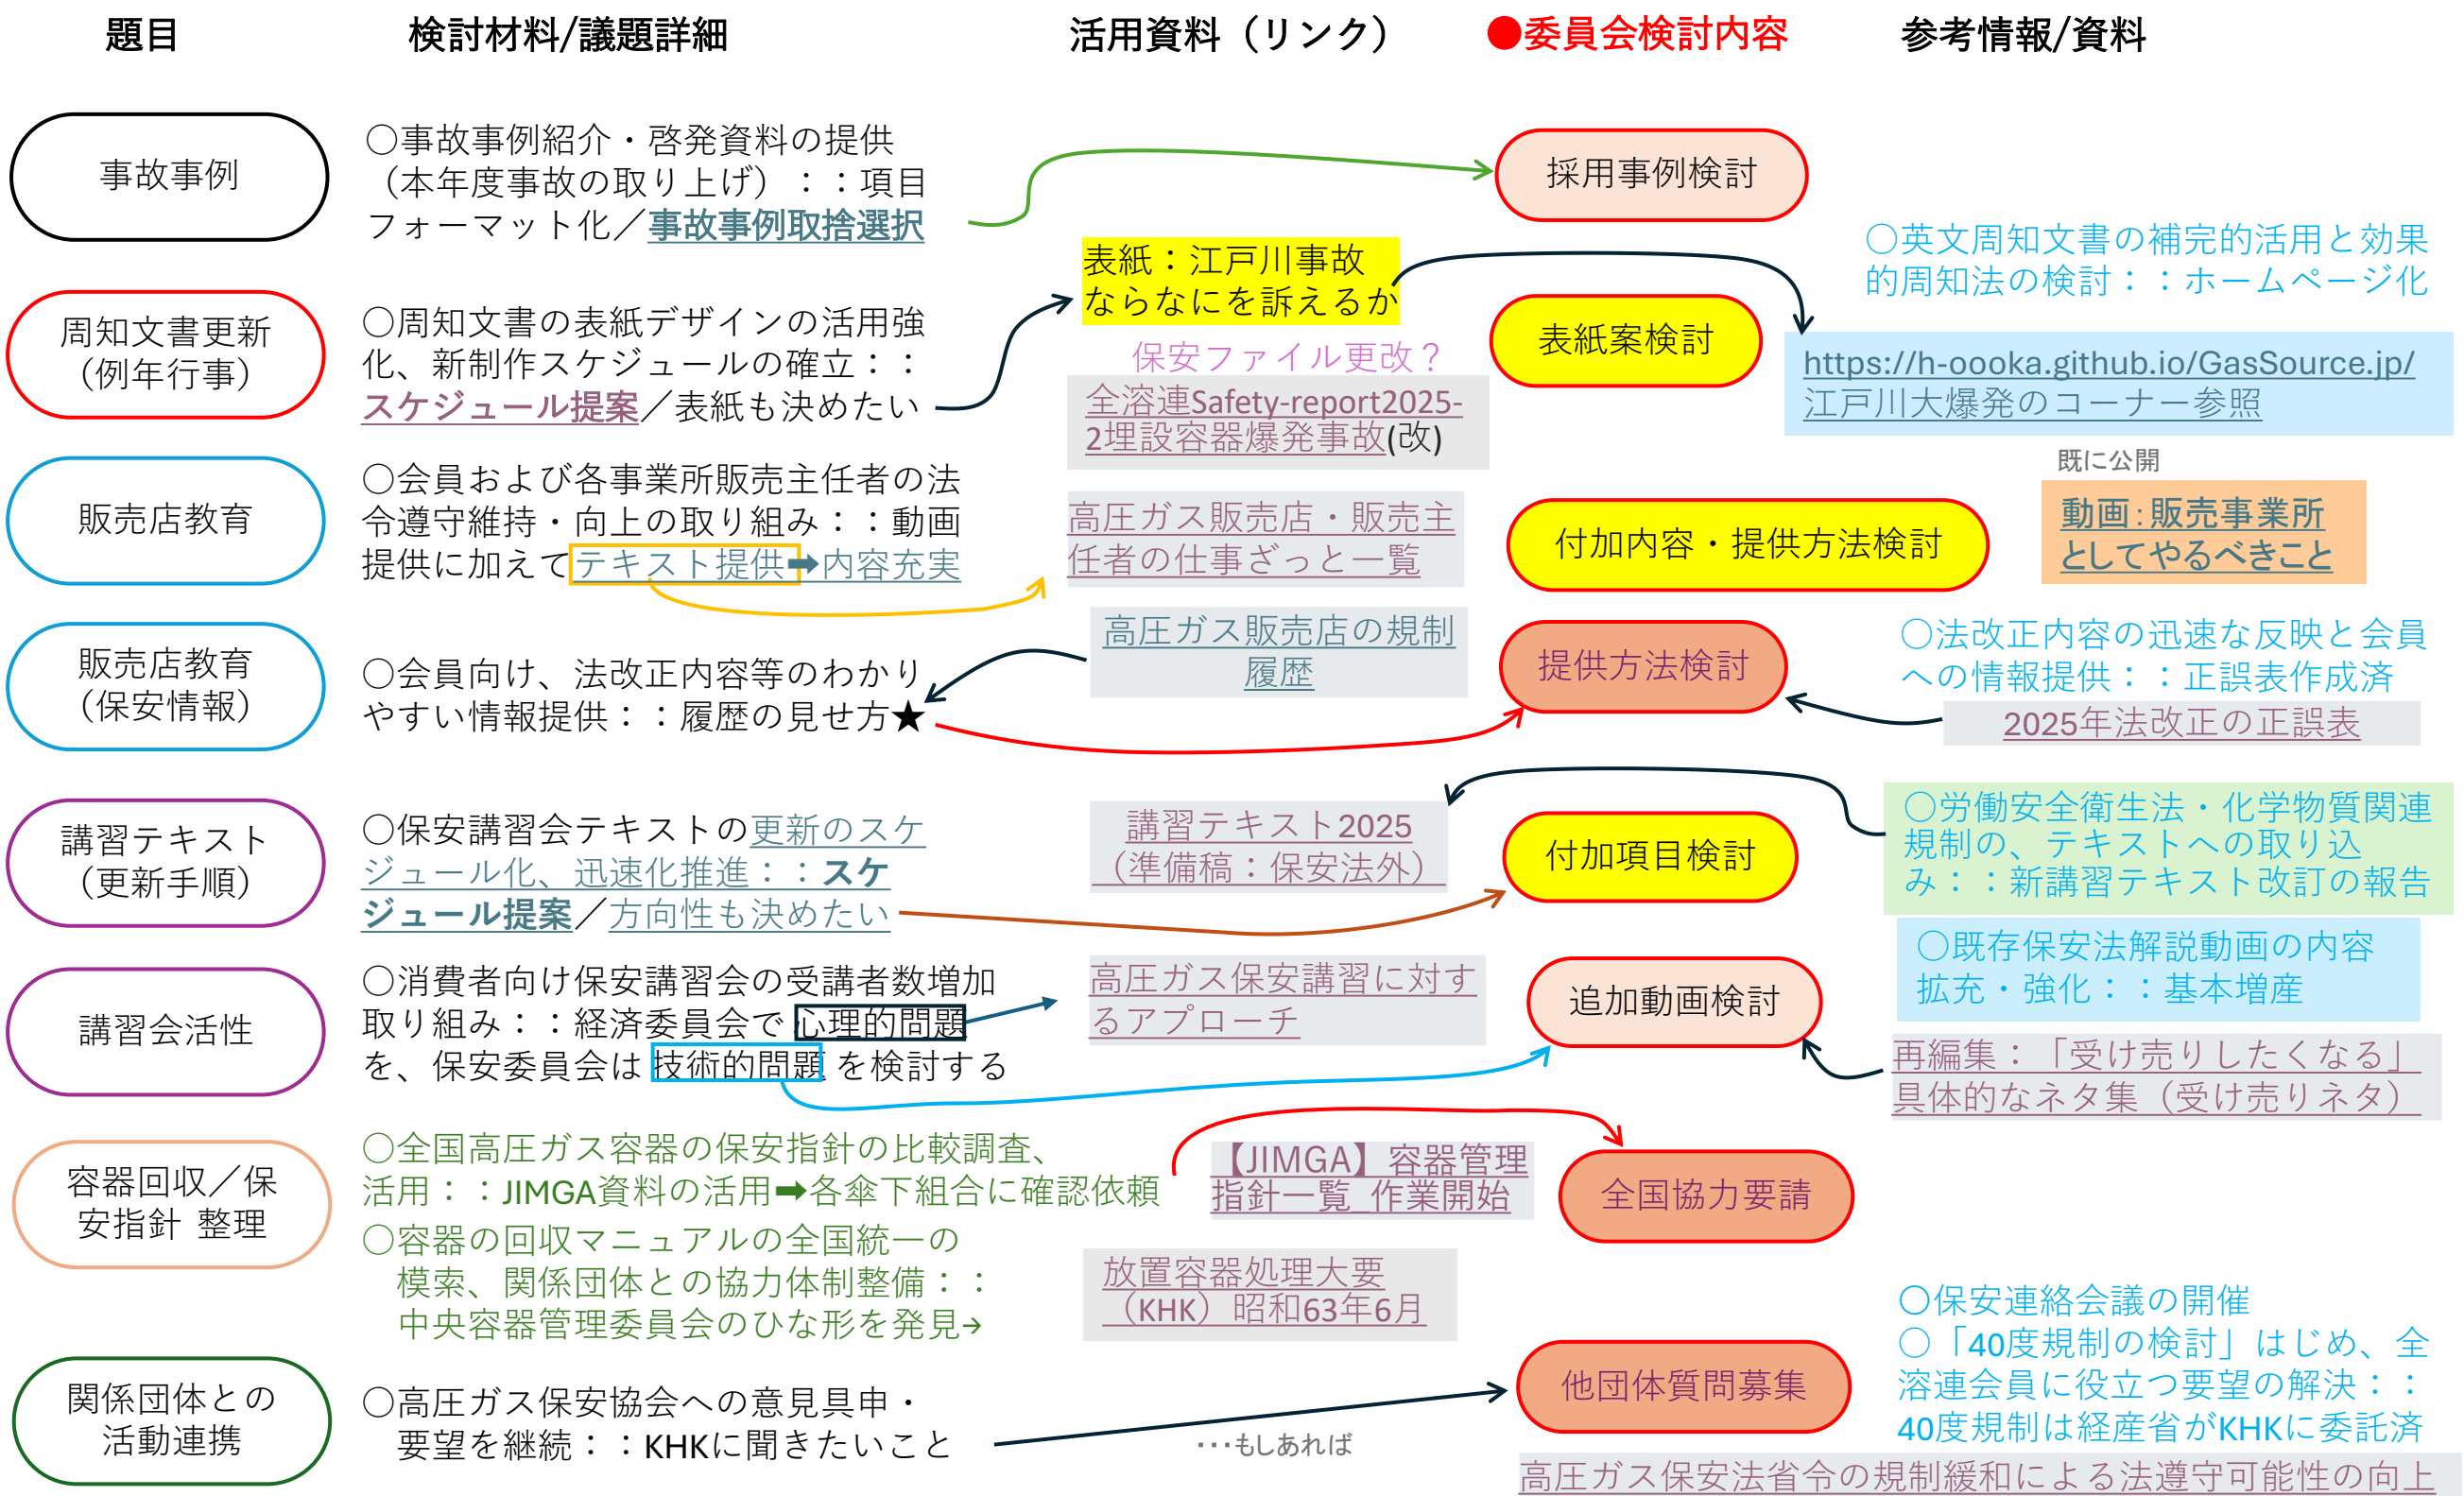 題目
検討材料/議題詳細
活用資料（リンク）
●委員会検討内容
参考情報/資料
事故事例
〇事故事例紹介・啓発資料の提供
（本年度事故の取り上げ）：：項目
フォーマット化／事故事例取捨選択
採用事例検討
周知文書更新
（例年行事）
〇周知文書の表紙デザインの活用強
化、新制作スケジュールの確立：：
スケジュール提案／表紙も決めたい
表紙：江戸川事故
ならなにを訴えるか
保安ファイル更改？
全溶連Safety-report2025-
2埋設容器爆発事故(改)
表紙案検討
〇英文周知文書の補完的活用と効果
的周知法の検討：：ホームページ化
https://h-oooka.github.io/GasSource.jp/
江戸川大爆発のコーナー参照
販売店教育
〇会員および各事業所販売主任者の法
令遵守維持・向上の取り組み：：動画
提供に加えてテキスト提供➡内容充実
高圧ガス販売店・販売主
任者の仕事ざっと一覧
付加内容・提供方法検討
既に公開
動画：販売事業所
としてやるべきこと
販売店教育
（保安情報）
〇会員向け、法改正内容等のわかり
やすい情報提供：：履歴の見せ方★
高圧ガス販売店の規制
履歴
提供方法検討
〇法改正内容の迅速な反映と会員
への情報提供：：正誤表作成済
2025年法改正の正誤表
講習テキスト
（更新手順）
〇保安講習会テキストの更新のスケ
ジュール化、迅速化推進：：スケ
ジュール提案／方向性も決めたい
講習テキスト2025
（準備稿：保安法外）
付加項目検討
〇労働安全衛生法・化学物質関連
規制の、テキストへの取り込
み：：新講習テキスト改訂の報告
講習会活性
〇消費者向け保安講習会の受講者数増加
取り組み：：経済委員会で 心理的問題
を、保安委員会は 技術的問題 を検討する
高圧ガス保安講習に対す
るアプローチ
追加動画検討
〇既存保安法解説動画の内容
拡充・強化：：基本増産
再編集：「受け売りしたくなる」
具体的なネタ集（受け売りネタ）
容器回収／保
安指針 整理
〇全国高圧ガス容器の保安指針の比較調査、
活用：：JIMGA資料の活用➡各傘下組合に確認依頼
〇容器の回収マニュアルの全国統一の
模索、関係団体との協力体制整備：：
中央容器管理委員会のひな形を発見→
【JIMGA】容器管理
指針一覧_作業開始
放置容器処理大要
（KHK）昭和63年6月
全国協力要請
関係団体との
活動連携
〇高圧ガス保安協会への意見具申・
要望を継続：：KHKに聞きたいこと
・・・もしあれば
他団体質問募集
〇保安連絡会議の開催
〇「40度規制の検討」はじめ、全
溶連会員に役立つ要望の解決：：
40度規制は経産省がKHKに委託済
高圧ガス保安法省令の規制緩和による法遵守可能性の向上